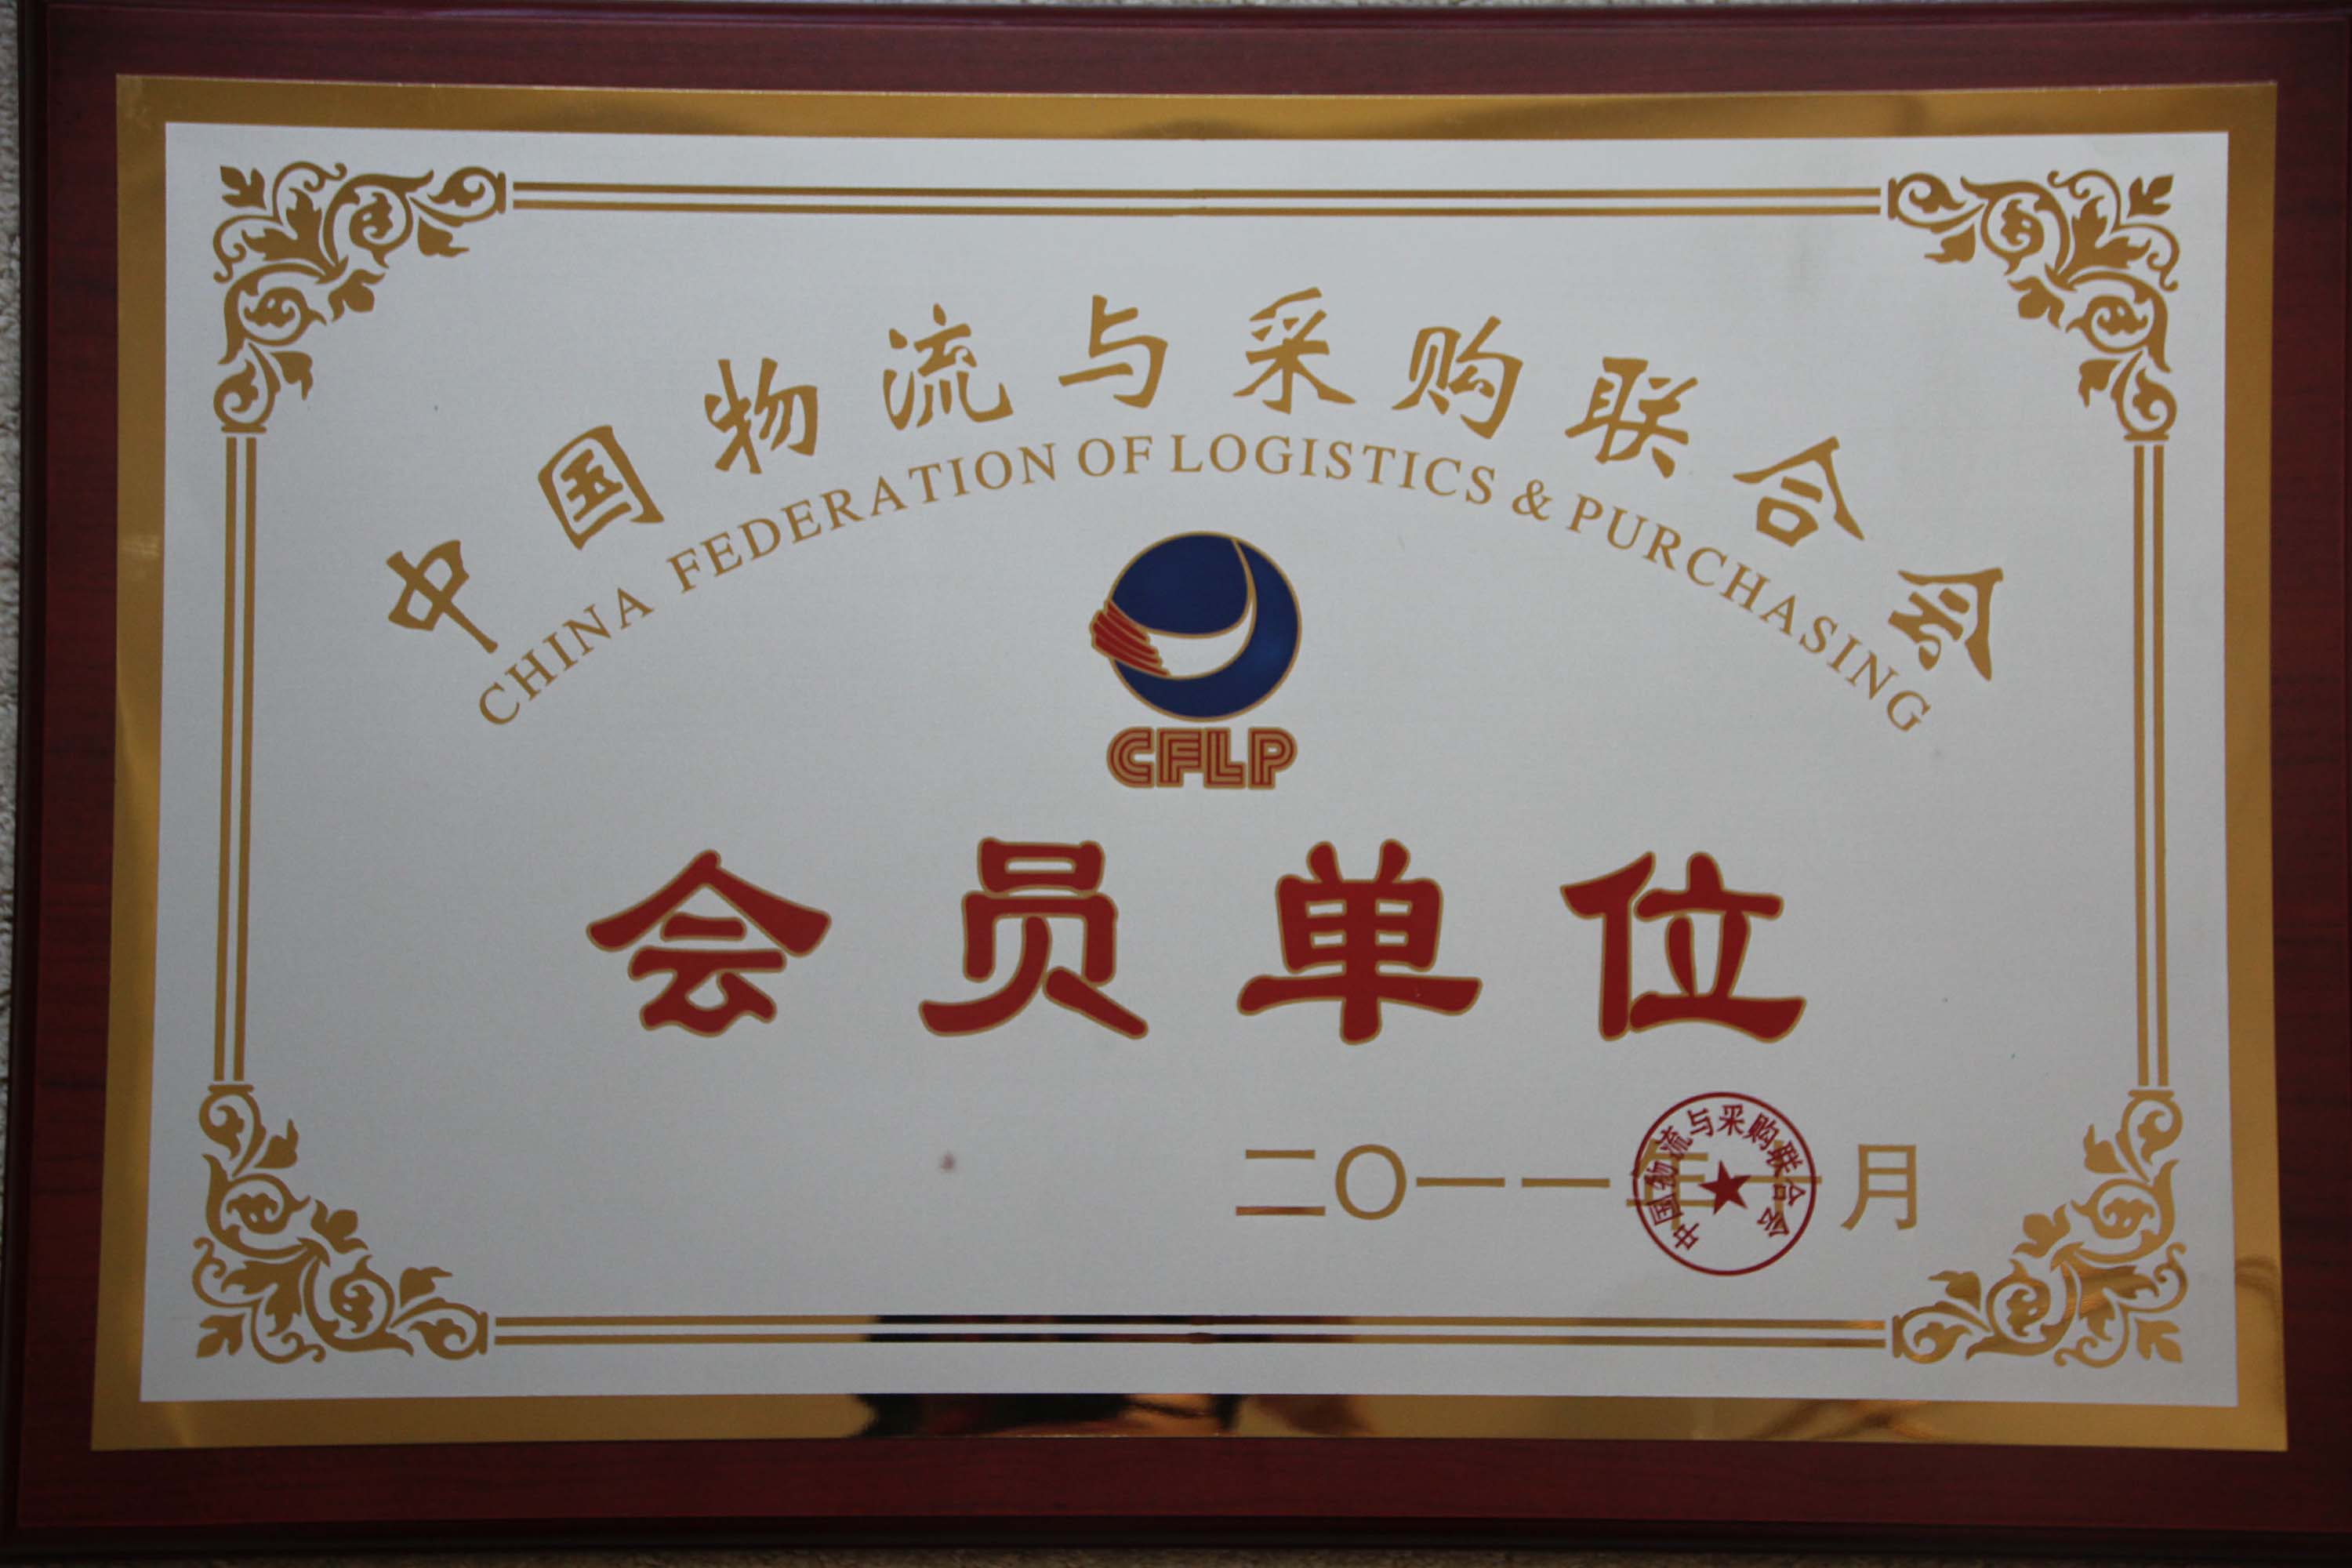 中国物流与采购联合会
CHINA FEDERATION OF LOGISTICS & PURCHASING
CFLP
会员单位
二〇一一年十月
中国物流与采购联合会